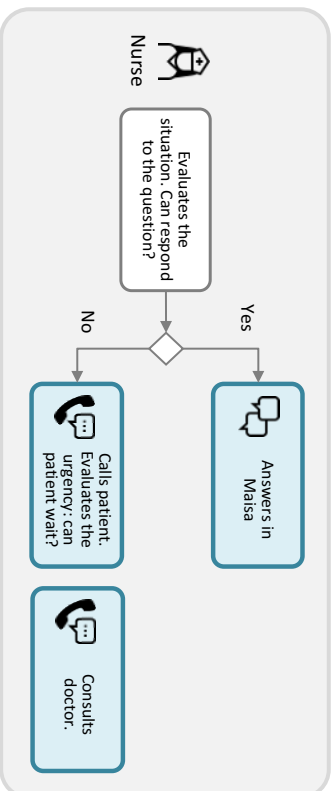 Nurse
Evaluates the
situation. Can respond
to the question?
Yes
No
Answers in
Maisa
Calls patient.
Evaluates the
urgency: can
patient wait?
Consults
doctor.